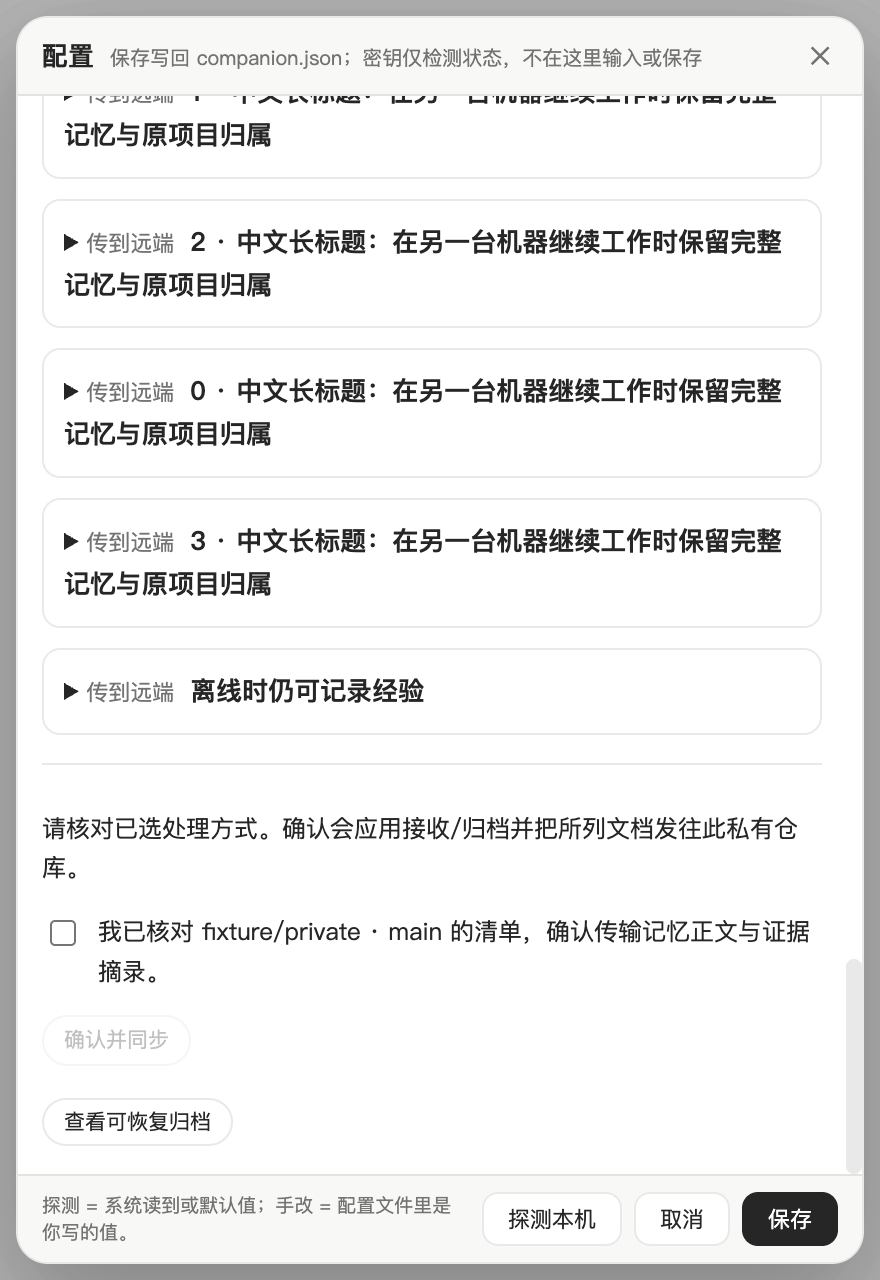 配置 保存写回 companion.json；密钥仅检测状态，不在这里输入或保存
记忆与原项目归属
▶ 传到远端 2 · 中文长标题：在另一台机器继续工作时保留完整
记忆与原项目归属
▶ 传到远端 0 · 中文长标题：在另一台机器继续工作时保留完整
记忆与原项目归属
▶ 传到远端 3 · 中文长标题：在另一台机器继续工作时保留完整
记忆与原项目归属
▶ 传到远端 离线时仍可记录经验
请核对已选处理方式。确认会应用接收/归档并把所列文档发往此私有仓
库。
我已核对 fixture/private · main 的清单，确认传输记忆正文与证据
摘录。
确认并同步
查看可恢复归档
探测 = 系统读到或默认值；手改 = 配置文件里是
你写的值。
探测本机 取消 保存